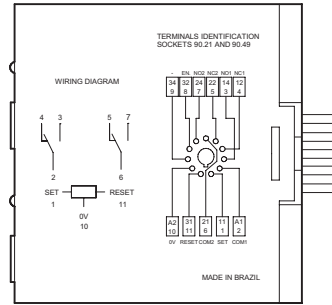 TERMINALS IDENTIFICATION
SOCKETS 90.21 AND 90.49
- EN. NO2 NC2 NO1 NC1
34 32 24 22 14 12
9 8 7 5 3 4
WIRING DIAGRAM
4 3 5 7
2 6
SET RESET
1 11
0V
10
A2 31 21 11 A1
10 11 6 1 2
0V RESET COM2 SET COM1
MADE IN BRAZIL